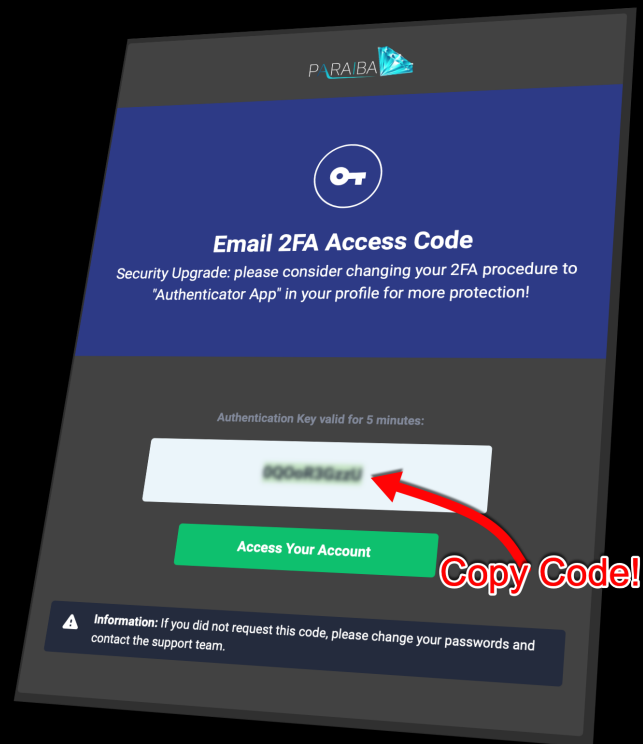 PARAIBA
Email 2FA Access Code
Security Upgrade: please consider changing your 2FA procedure to
"Authenticator App" in your profile for more protection!
Authentication Key valid for 5 minutes:
Access Your Account
Copy Code!
Information: If you did not request this code, please change your passwords and
contact the support team.